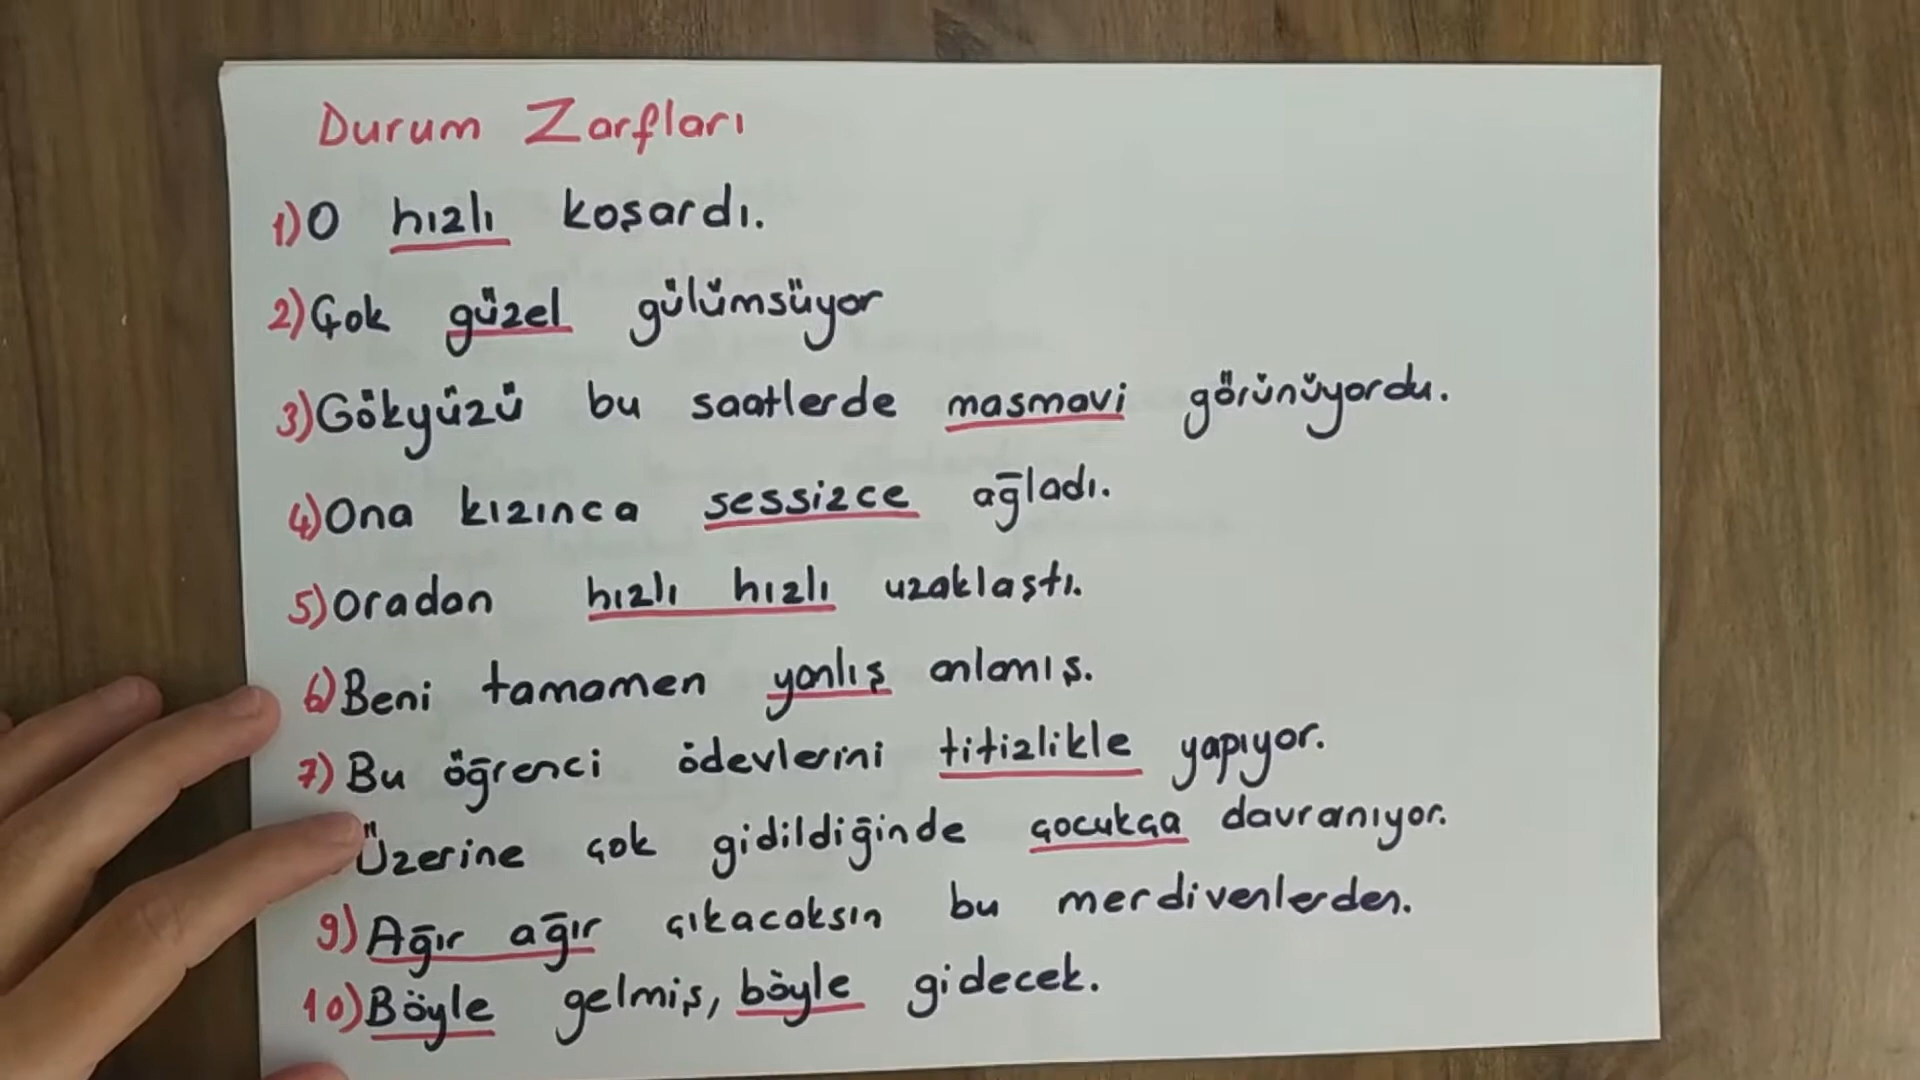 Durum Zarfları
1) O hızlı koşardı.
2) Çok güzel gülümsüyor
3) Gökyüzü bu saatlerde masmavi görünüyordu.
4) Ona kızınca sessizce ağladı.
5) Oradan hızlı hızlı uzaklaştı.
6) Beni tamamen yanlış anlamış.
7) Bu öğrenci ödevlerini titizlikle yapıyor.
Üzerine çok gidildiğinde çocukça davranıyor.
9) Ağır ağır çıkacaksın bu merdivenlerden.
10) Böyle gelmiş, böyle gidecek.